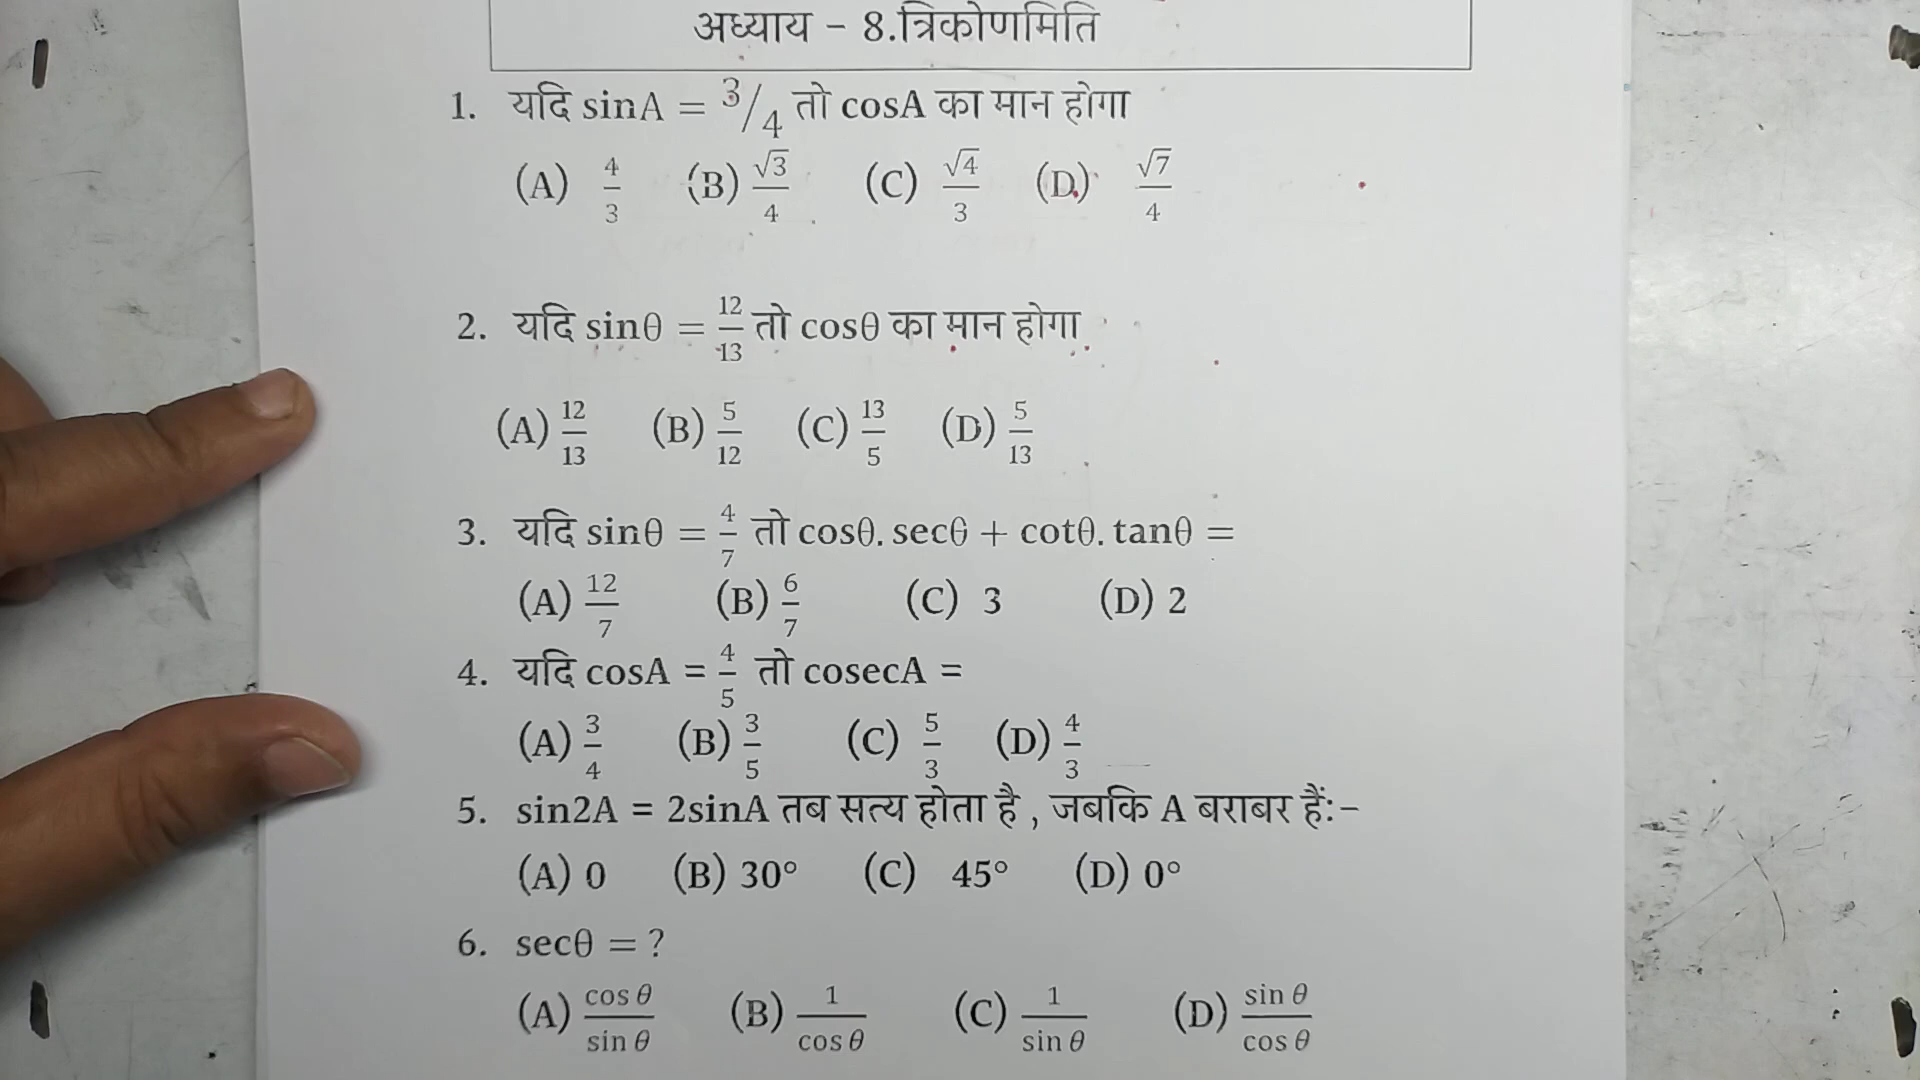 अध्याय – 8.त्रिकोणमिति
1. यदि sinA = 3/4 तो cosA का मान होगा
(A) 4/3 (B) √3/4 (C) √4/3 (D) √7/4
2. यदि sinθ = 12/13 तो cosθ का मान होगा
(A) 12/13 (B) 5/12 (C) 13/5 (D) 5/13
3. यदि sinθ = 4/7 तो cosθ. secθ + cotθ. tanθ =
(A) 12/7 (B) 6/7 (C) 3 (D) 2
4. यदि cosA = 4/5 तो cosecA =
(A) 3/4 (B) 3/5 (C) 5/3 (D) 4/3
5. sin2A = 2sinA तब सत्य होता है , जबकि A बराबर हैं:−
(A) 0 (B) 30° (C) 45° (D) 0°
6. secθ = ?
(A) cos θ/sin θ (B) 1/cos θ (C) 1/sin θ (D) sin θ/cos θ